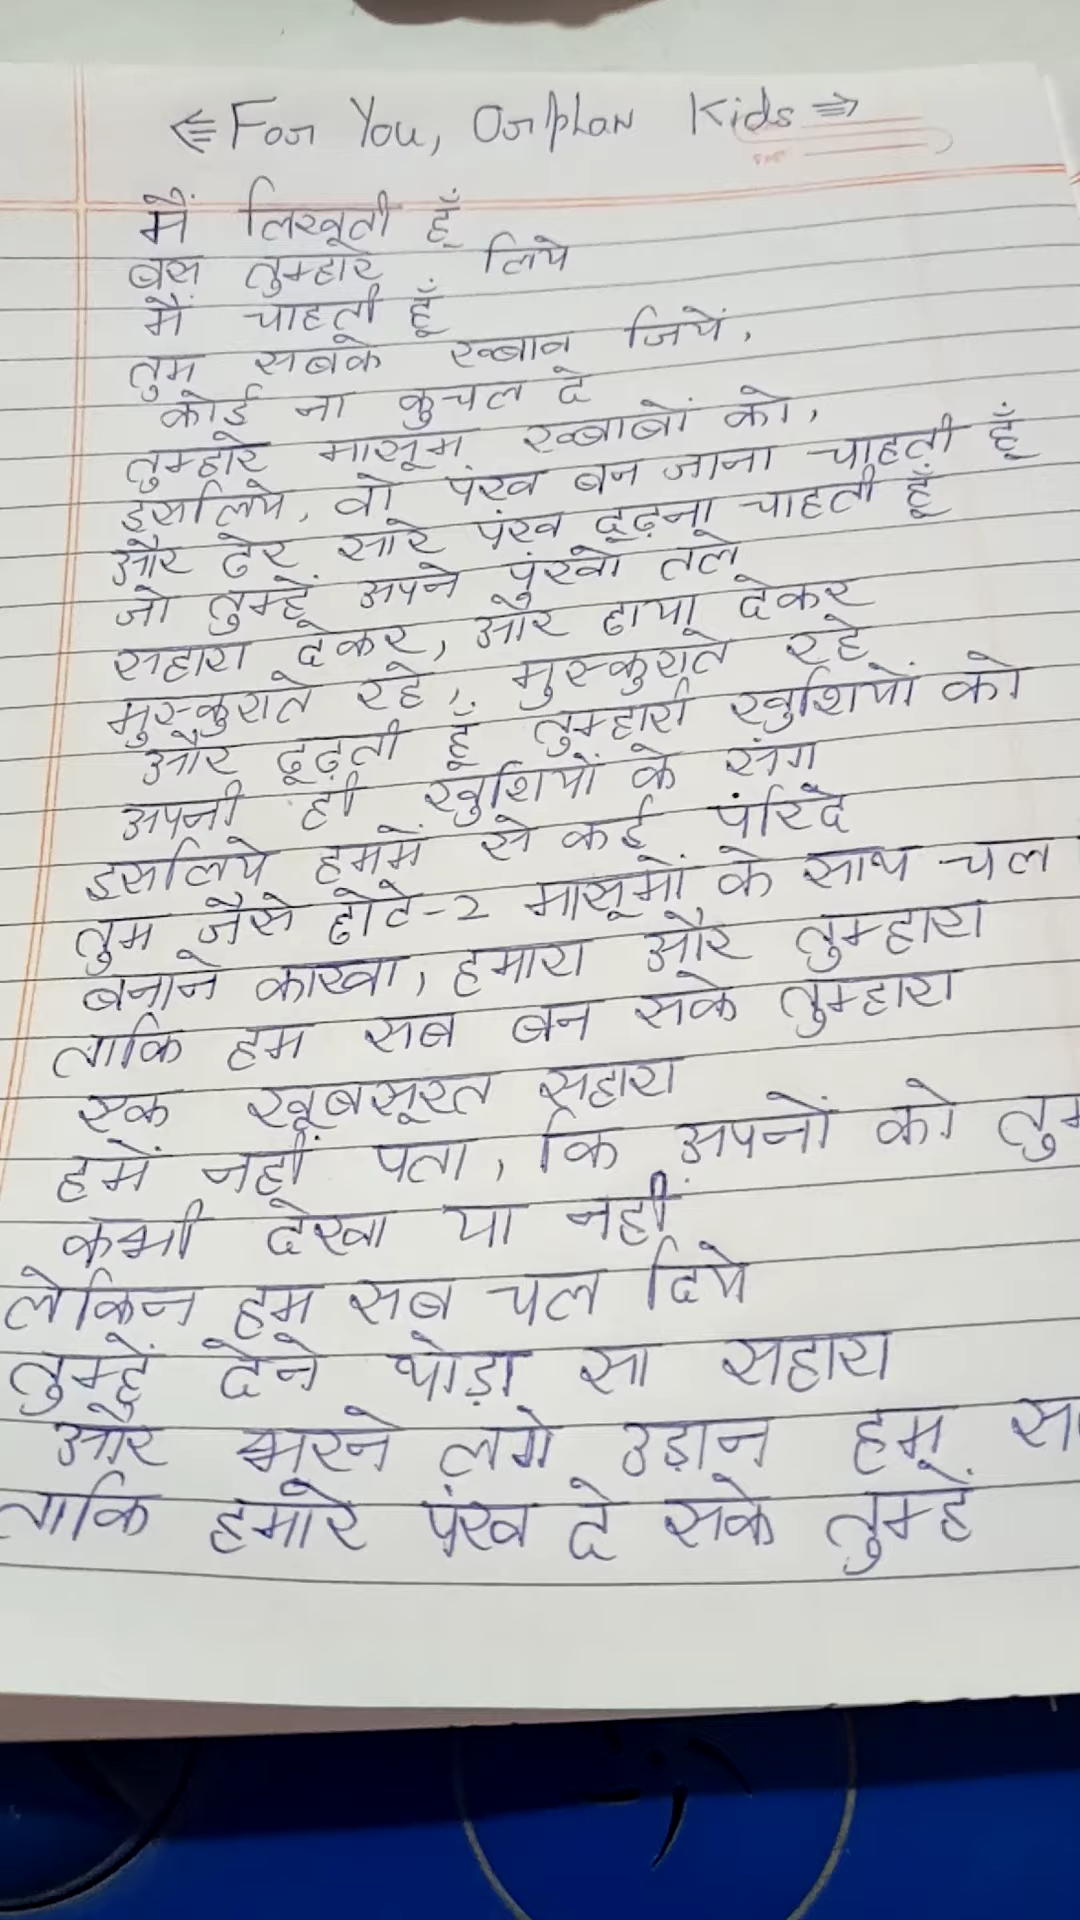 For You, Orphan Kids
मैं लिखती हूँ
बस तुम्हारे लिये
मैं चाहती हूँ
तुम सबके ख्वाब जियें,
कोई ना कुचल दे
तुम्हारे मासूम ख्वाबों को,
इसलिये, वो पंख बन जाना चाहती हूँ
और ढेर सारे पंख ढूढ़ना चाहती हूँ
जो तुम्हें अपने पंखों तले
सहारा देकर, और छाया देकर
मुस्कुराते रहे, मुस्कुराते रहे
और ढूढ़ती हूँ तुम्हारी खुशियों को
अपनी ही खुशियों के संग
इसलिये हममें से कई परिंदे
तुम जैसे छोटे-2 मासूमों के साथ चल
बनाने कारवा, हमारा और तुम्हारा
ताकि हम सब बन सके तुम्हारा
एक खूबसूरत सहारा
हमें नहीं पता, कि अपनों को
कभी देखा या नहीं
लेकिन हम सब चल दिये
तुम्हें देने थोड़ा सा सहारा
और भरने लगे उड़ान हम
ताकि हमारे पंख दे सके तुम्हें